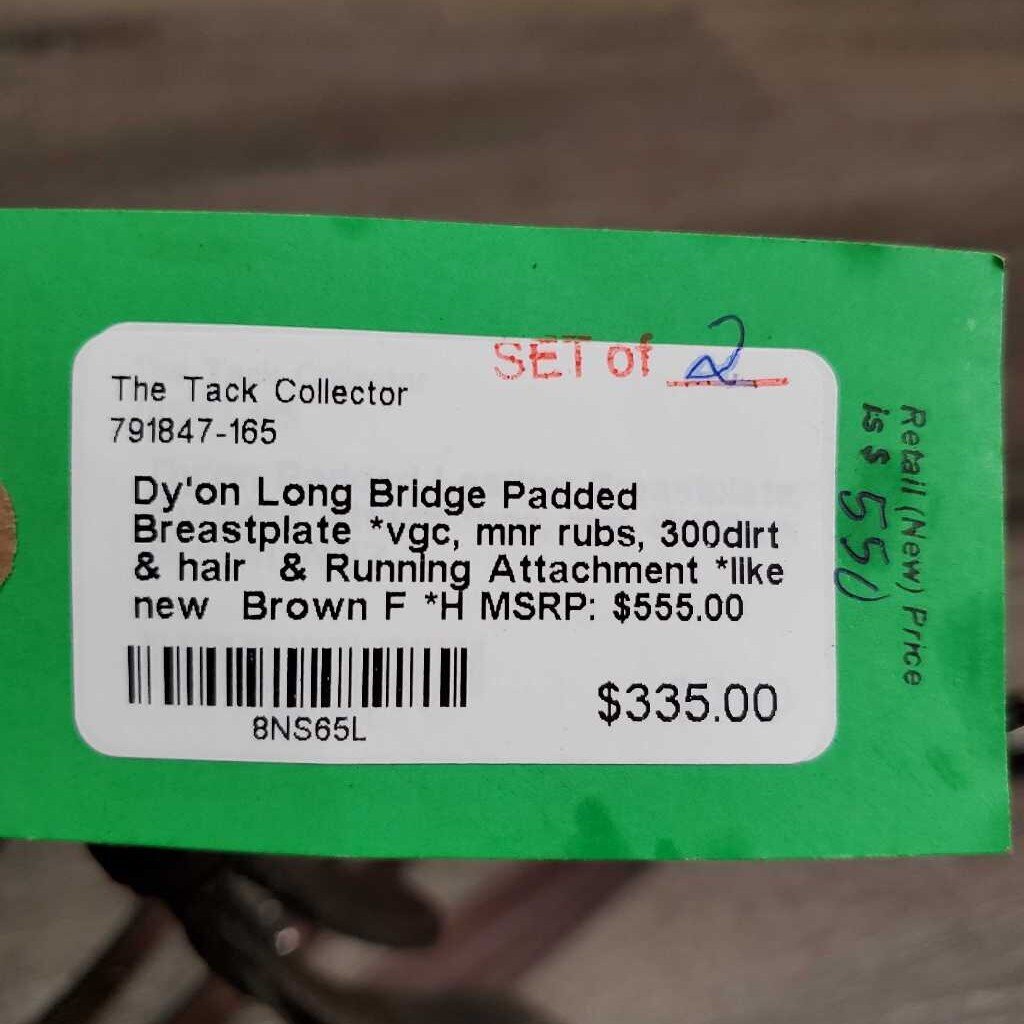 SET of 2
The Tack Collector
791847-165
Dy'on Long Bridge Padded
Breastplate *vgc, mnr rubs, 300dirt
& hair & Running Attachment *like
new Brown F *H MSRP: $555.00
8NS65L
$335.00
Retail (New) Price
is $ 550